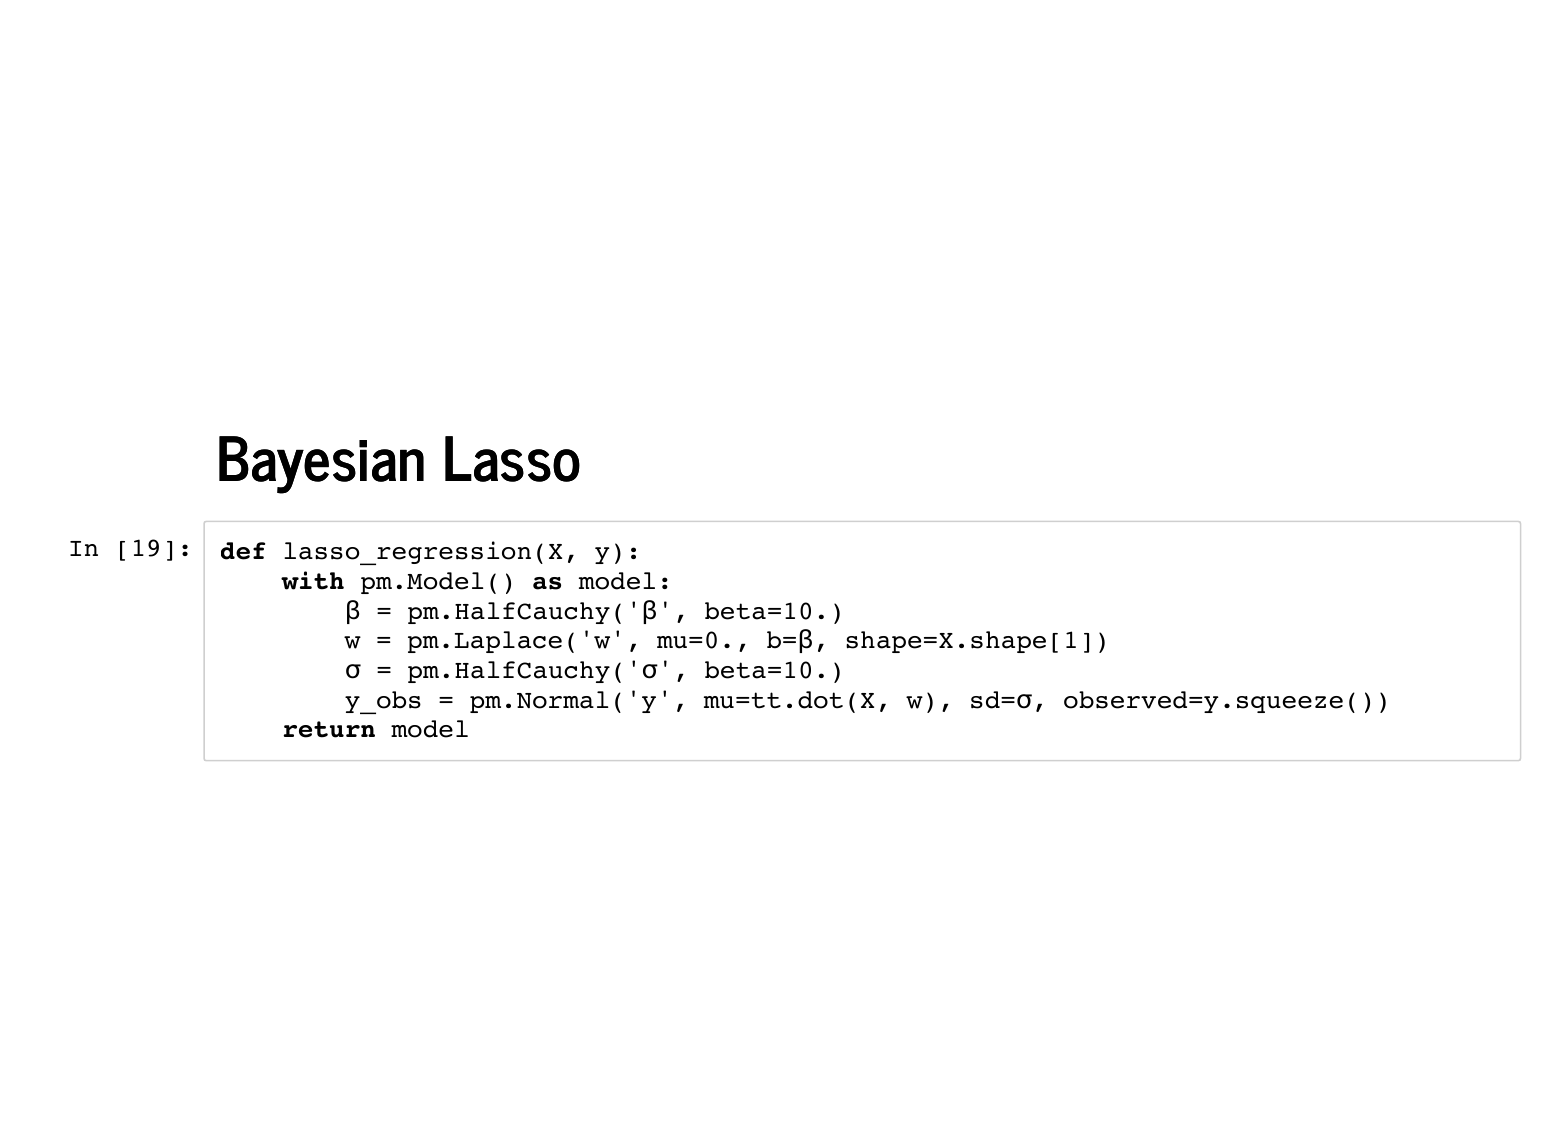 Bayesian Lasso
In [19]:
def lasso_regression(X, y):
    with pm.Model() as model:
        β = pm.HalfCauchy('β', beta=10.)
        w = pm.Laplace('w', mu=0., b=β, shape=X.shape[1])
        σ = pm.HalfCauchy('σ', beta=10.)
        y_obs = pm.Normal('y', mu=tt.dot(X, w), sd=σ, observed=y.squeeze())
    return model